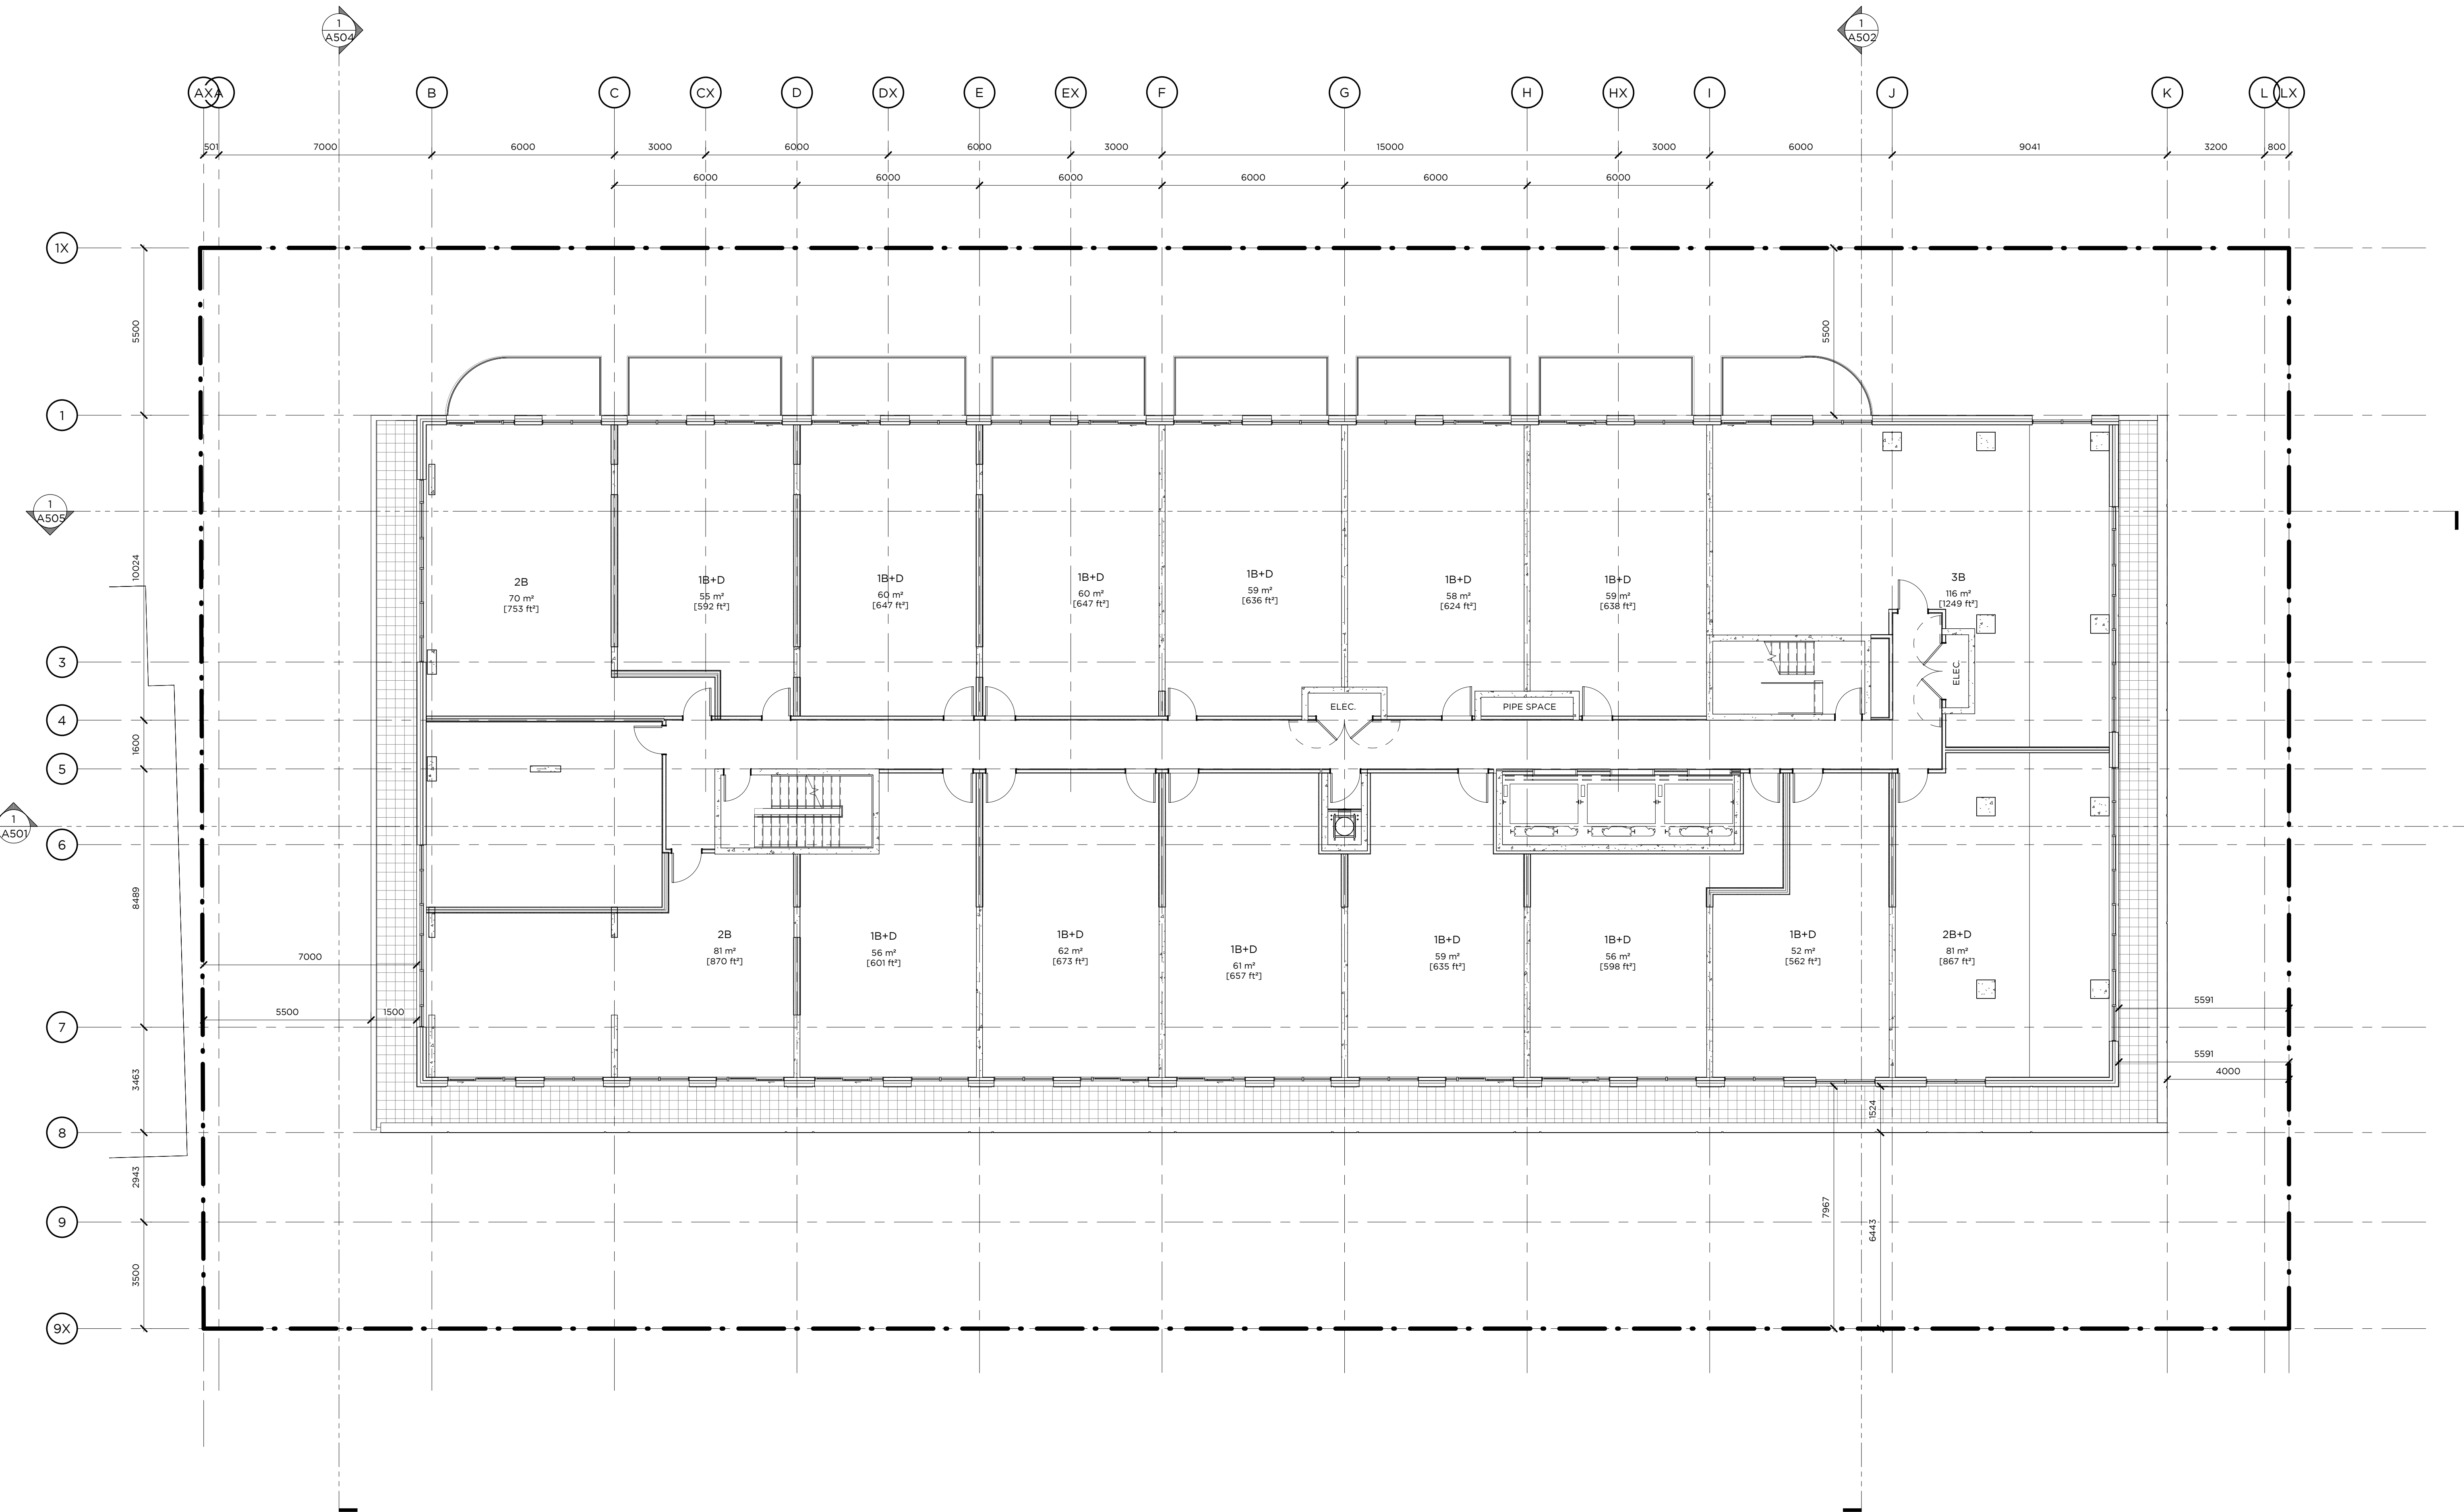 1
A504
1
A502
AX
A
B
C
CX
D
DX
E
EX
F
G
H
HX
I
J
K
L
LX
501
7000
6000
3000
6000
6000
3000
15000
3000
6000
9041
3200
800
6000
6000
6000
6000
6000
6000
1X
5500
5500
1
1
A505
10024
2B
70 m²
[753 ft²]
1B+D
55 m²
[592 ft²]
1B+D
60 m²
[647 ft²]
1B+D
60 m²
[647 ft²]
1B+D
59 m²
[636 ft²]
1B+D
58 m²
[624 ft²]
1B+D
59 m²
[638 ft²]
3B
116 m²
[1249 ft²]
ELEC.
3
ELEC.
PIPE SPACE
4
1600
5
1
A501
6
8489
2B
81 m²
[870 ft²]
1B+D
56 m²
[601 ft²]
1B+D
62 m²
[673 ft²]
1B+D
61 m²
[657 ft²]
1B+D
59 m²
[635 ft²]
1B+D
56 m²
[598 ft²]
1B+D
52 m²
[562 ft²]
2B+D
81 m²
[867 ft²]
7000
5500
1500
5591
7
5591
4000
3463
1524
8
2943
7967
6443
9
3500
9X